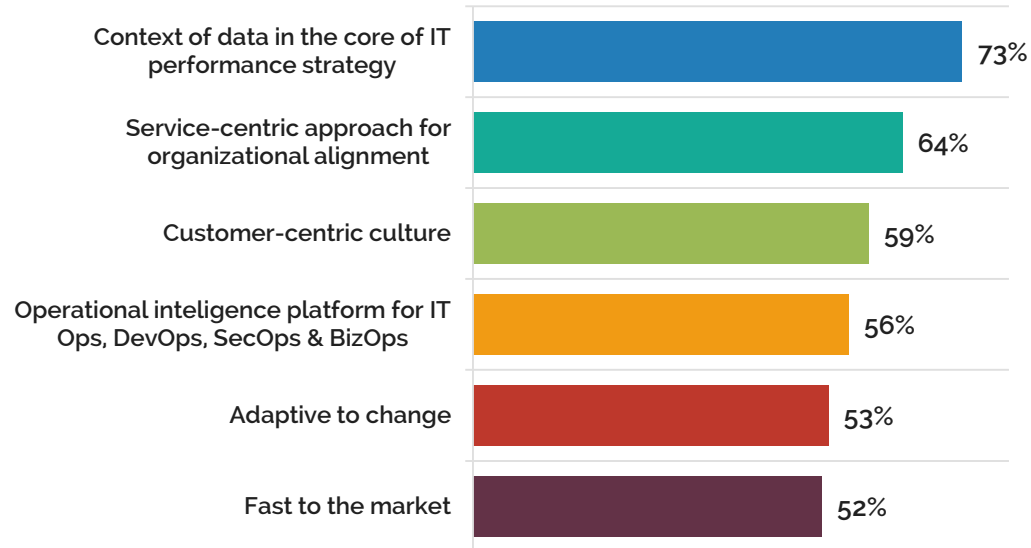 Context of data in the core of IT
performance strategy
73%
Service-centric approach for
organizational alignment
64%
Customer-centric culture
59%
Operational inteligence platform for IT
Ops, DevOps, SecOps & BizOps
56%
Adaptive to change
53%
Fast to the market
52%